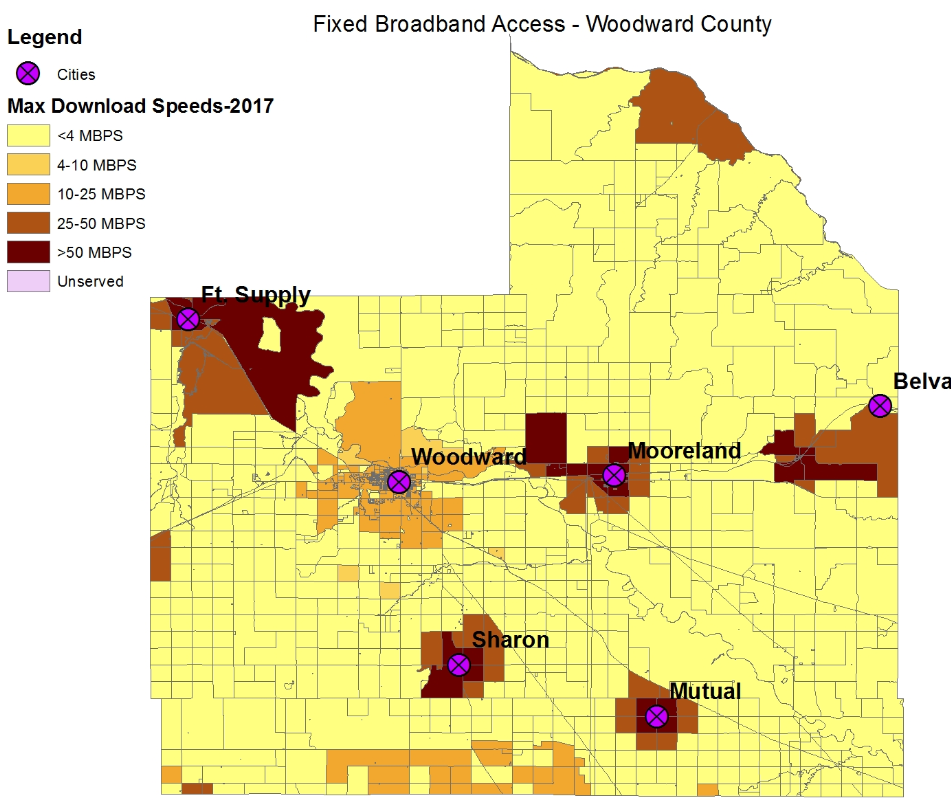 Fixed Broadband Access - Woodward County
Legend
Cities
Max Download Speeds-2017
<4 MBPS
4-10 MBPS
10-25 MBPS
25-50 MBPS
>50 MBPS
Unserved
Ft. Supply
Belva
Woodward
Mooreland
Sharon
Mutual